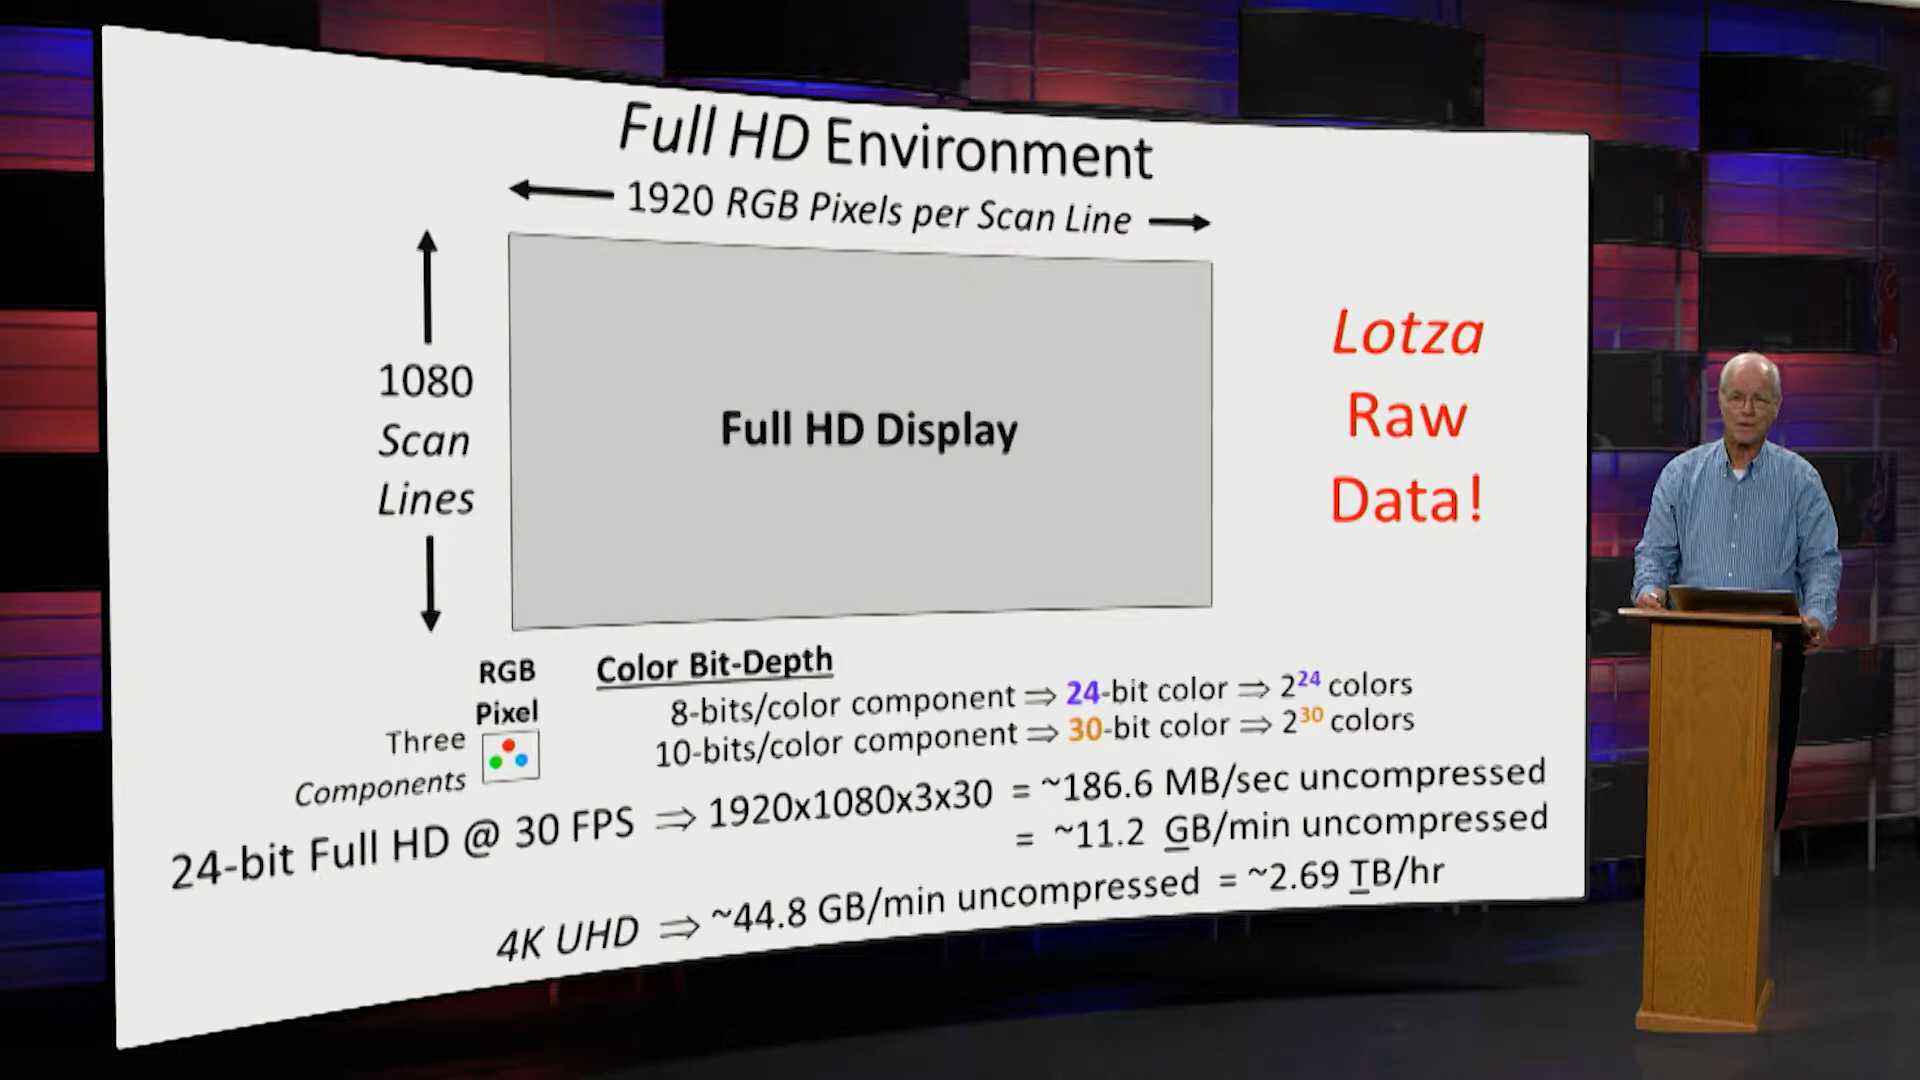 Full HD Environment
1920 RGB Pixels per Scan Line
1080
Scan
Lines
Full HD Display
Lotza
Raw
Data!
RGB
Pixel
Three
Components
Color Bit-Depth
8-bits/color component ⇒ 24-bit color ⇒ 2²⁴ colors
10-bits/color component ⇒ 30-bit color ⇒ 2³⁰ colors
24-bit Full HD @ 30 FPS ⇒ 1920x1080x3x30 = ~186.6 MB/sec uncompressed
= ~11.2 GB/min uncompressed
4K UHD ⇒ ~44.8 GB/min uncompressed = ~2.69 TB/hr